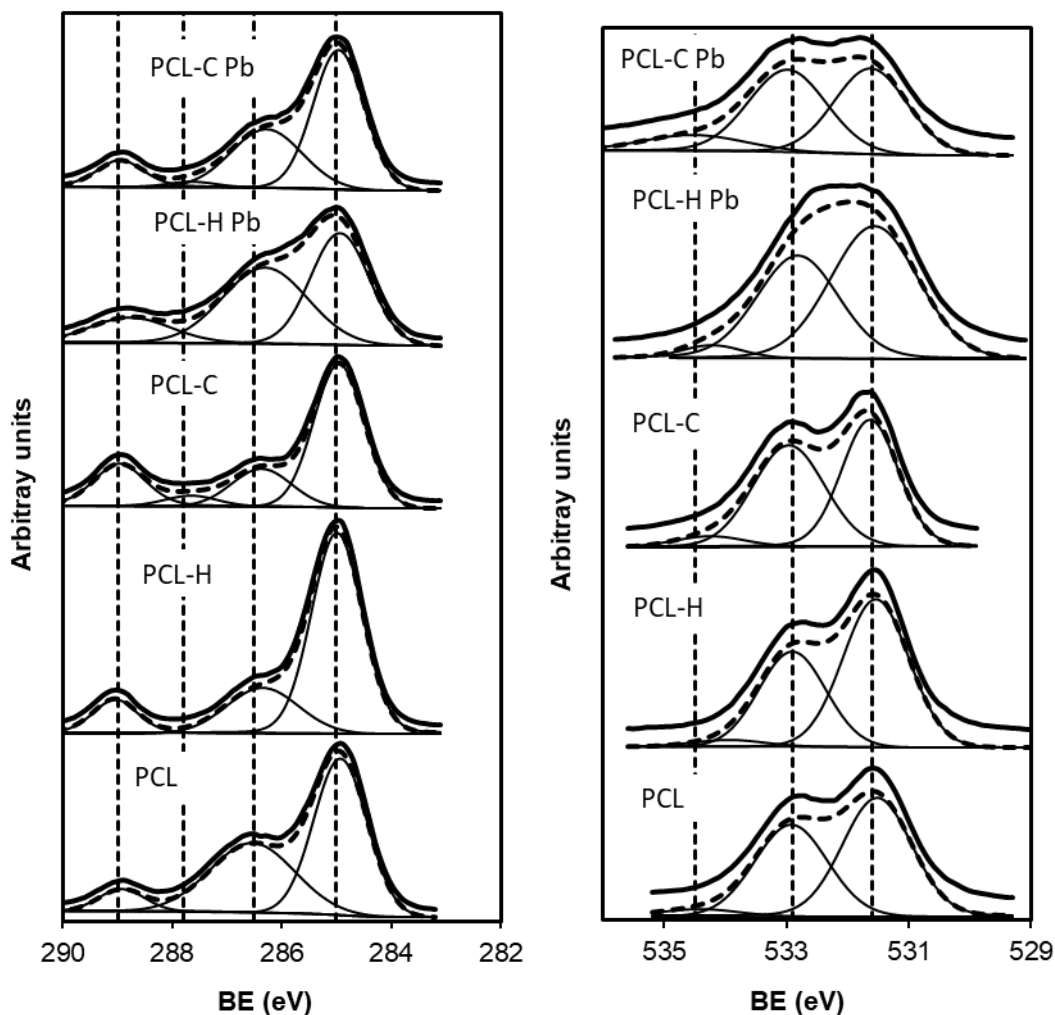 PCL-C Pb
PCL-H Pb
PCL-C
PCL-H
PCL
Arbitray units
290
288
286
284
282
BE (eV)
PCL-C Pb
PCL-H Pb
PCL-C
PCL-H
PCL
Arbitray units
535
533
531
529
BE (eV)